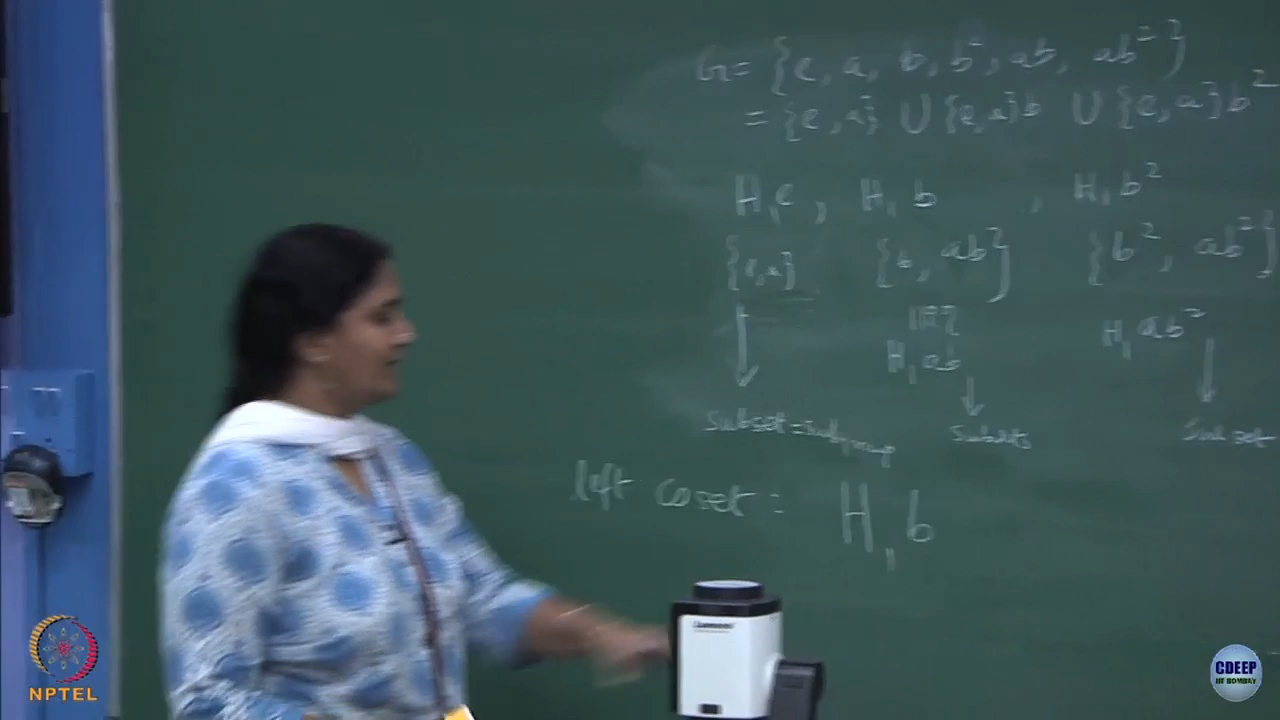 G = {e, a, b, b², ab, ab²}
= {e, a} ∪ {e, a}b ∪ {e, a}b²
H₁e, H₁b, H₁b²
{e, a} {b, ab} {b², ab²}
H₁ab H₁ab²
subset = subgroup subsets subset
left coset = H₁b
NPTEL
CDEEP
IIT BOMBAY